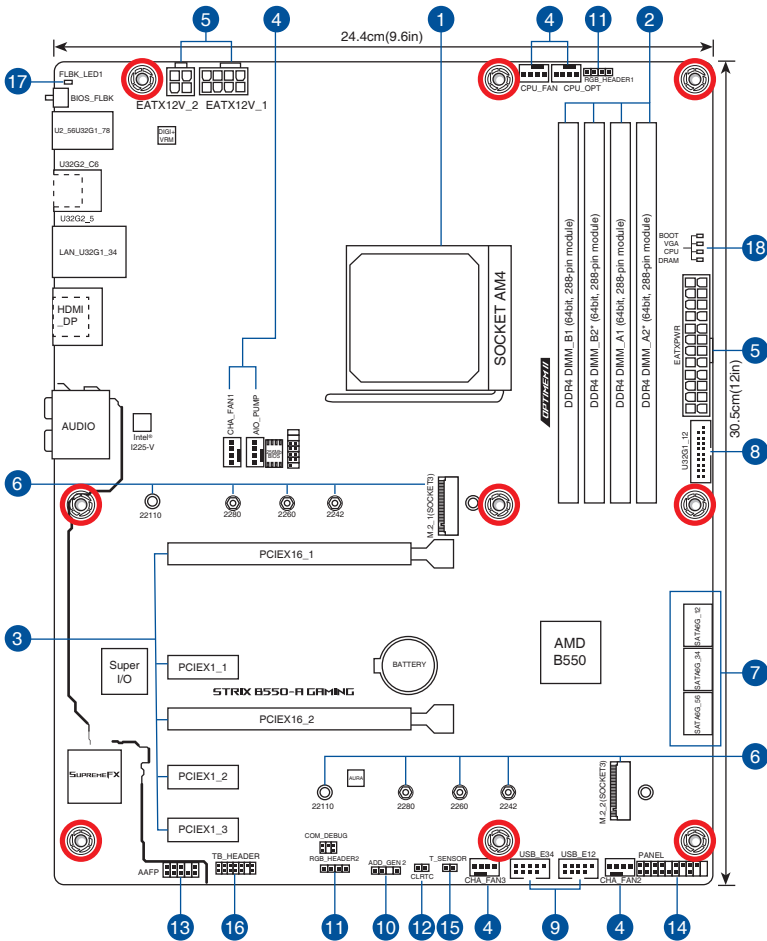 5
4
1
4
11
2
24.4cm(9.6in)
17
FLBK_LED1
BIOS_FLBK
EATX12V_2
EATX12V_1
CPU_FAN
CPU_OPT
RGB_HEADER1
U2_56U32G1_78
DIGI+
VRM
U32G2_C6
U32G2_5
LAN_U32G1_34
HDMI
_DP
AUDIO
Intel®
I225-V
4
CHA_FAN1
AIO_PUMP
256Mb
BIOS
SOCKET AM4
OPTIMEM II
DDR4 DIMM_B1 (64bit, 288-pin module)
DDR4 DIMM_B2* (64bit, 288-pin module)
DDR4 DIMM_A1 (64bit, 288-pin module)
DDR4 DIMM_A2* (64bit, 288-pin module)
BOOT
VGA
CPU
DRAM
18
EATXPWR
5
30.5cm(12in)
U32G1_12
8
6
22110
2280
2260
2242
M.2_1(SOCKET3)
PCIEX16_1
3
Super
I/O
PCIEX1_1
BATTERY
AMD
B550
SATA6G_12
SATA6G_34
SATA6G_56
7
STRIX B550-A GAMING
PCIEX16_2
SUPREMEFX
PCIEX1_2
AURA
22110
2280
2260
2242
M.2_2(SOCKET3)
6
PCIEX1_3
COM_DEBUG
AAFP
TB_HEADER
RGB_HEADER2
ADD_GEN 2
CLRTC
T_SENSOR
CHA_FAN3
USB_E34
USB_E12
CHA_FAN2
PANEL
13
16
11
10
12
15
4
9
4
14